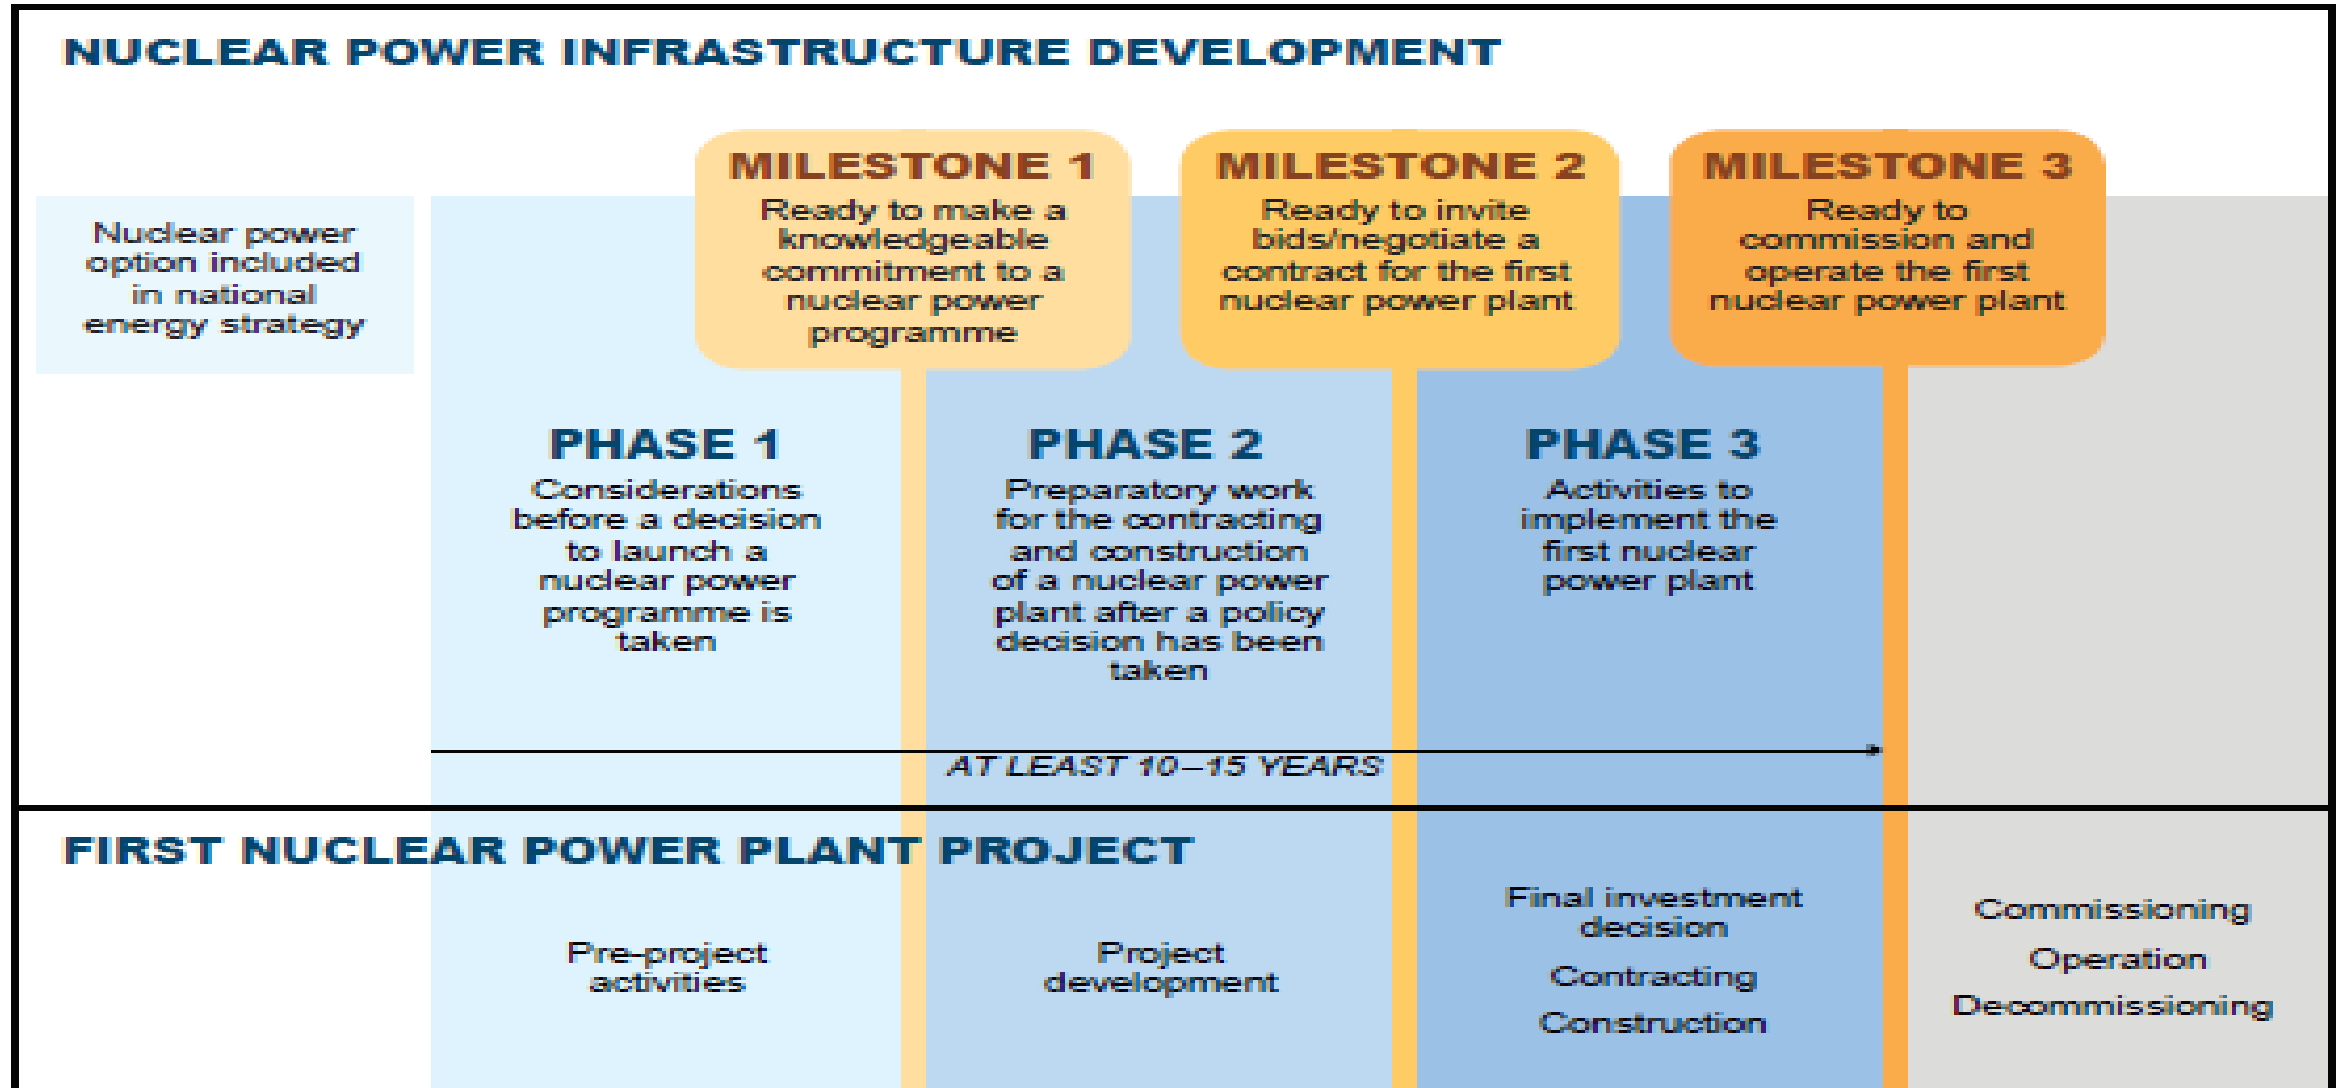 NUCLEAR POWER INFRASTRUCTURE DEVELOPMENT
Nuclear power
option included
in national
energy strategy
MILESTONE 1
Ready to make a
knowledgeable
commitment to a
nuclear power
programme
MILESTONE 2
Ready to invite
bids/negotiate a
contract for the first
nuclear power plant
MILESTONE 3
Ready to
commission and
operate the first
nuclear power plant
PHASE 1
Considerations
before a decision
to launch a
nuclear power
programme is
taken
PHASE 2
Preparatory work
for the contracting
and construction
of a nuclear power
plant after a policy
decision has been
taken
PHASE 3
Activities to
implement the
first nuclear
power plant
AT LEAST 10–15 YEARS
FIRST NUCLEAR POWER PLANT PROJECT
Pre-project
activities
Project
development
Final investment
decision
Contracting
Construction
Commissioning
Operation
Decommissioning